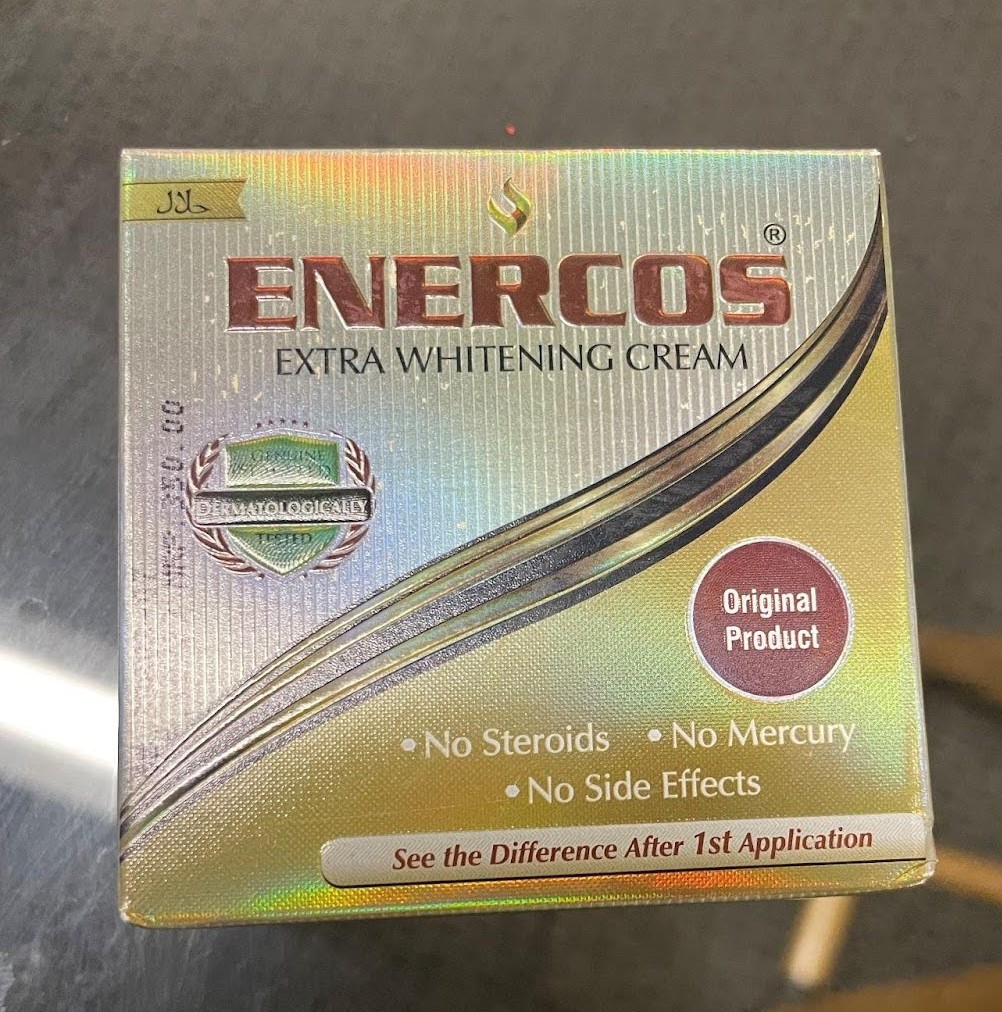 حلال
ENERCOS®
EXTRA WHITENING CREAM
GENUINE
DERMATOLOGICALLY
TESTED
Original
Product
• No Steroids • No Mercury
• No Side Effects
See the Difference After 1st Application